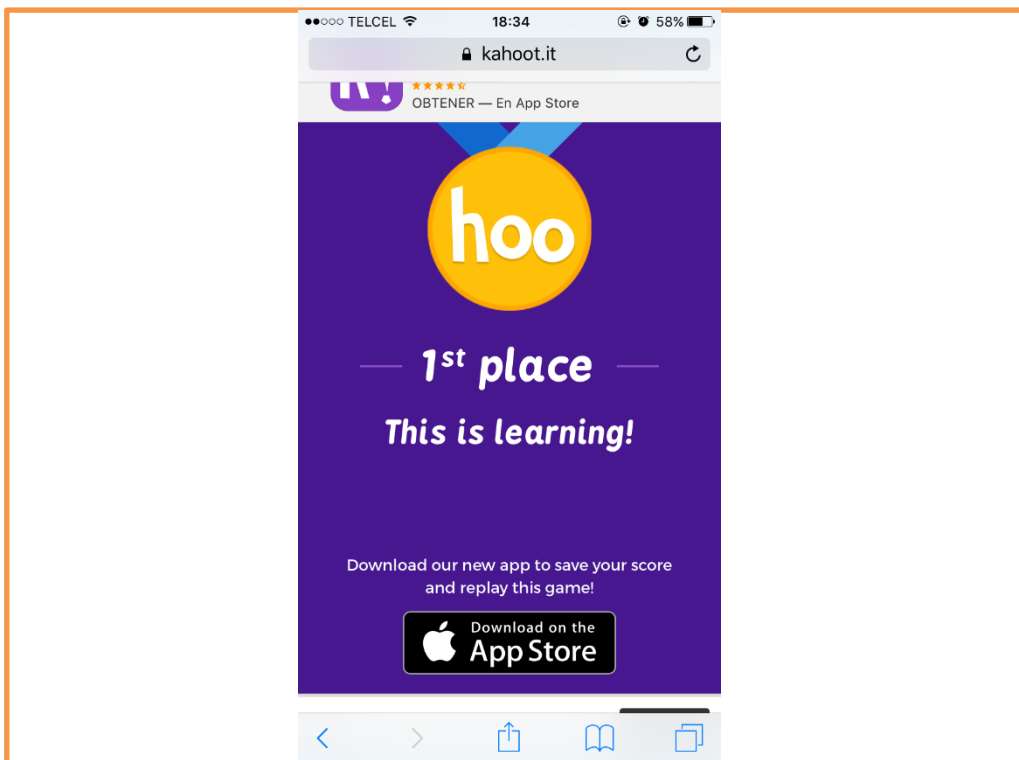 TELCEL 18:34 58%
kahoot.it
OBTENER — En App Store
hoo
1st place
This is learning!
Download our new app to save your score
and replay this game!
Download on the
App Store